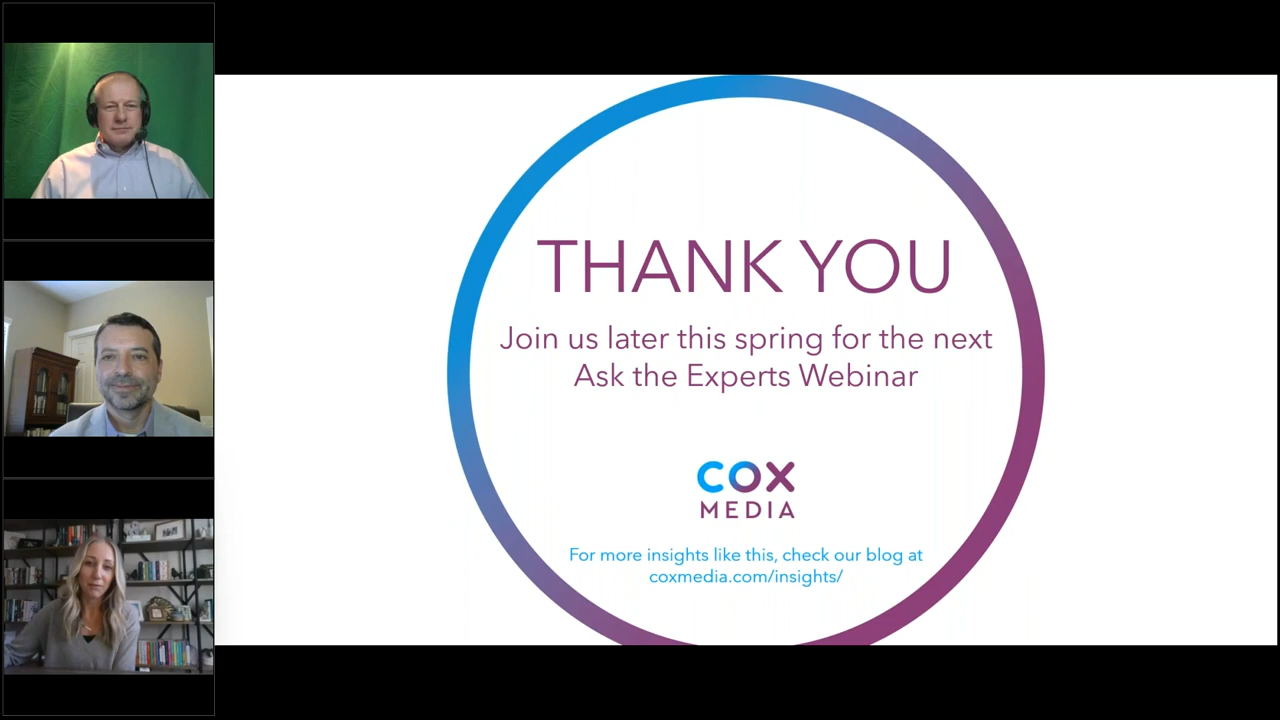 THANK YOU
Join us later this spring for the next
Ask the Experts Webinar
COX
MEDIA
For more insights like this, check our blog at
coxmedia.com/insights/